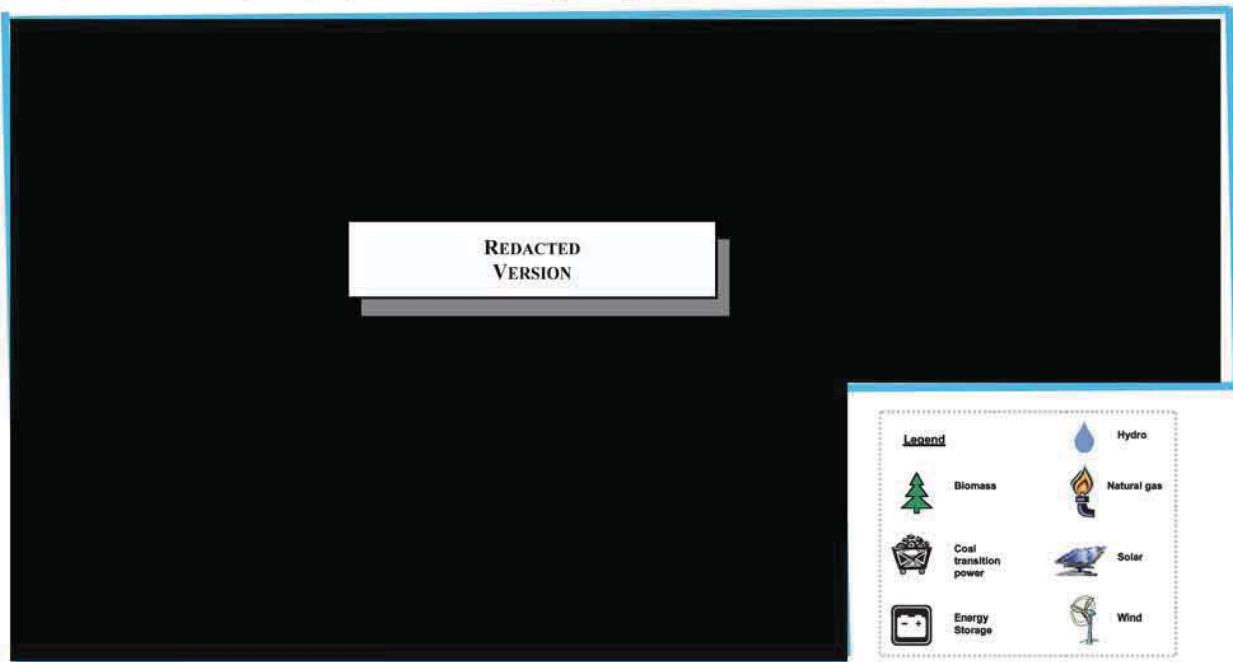 REDACTED
VERSION
Legend
Hydro
Biomass
Natural gas
Coal
transition
power
Solar
Energy
Storage
Wind